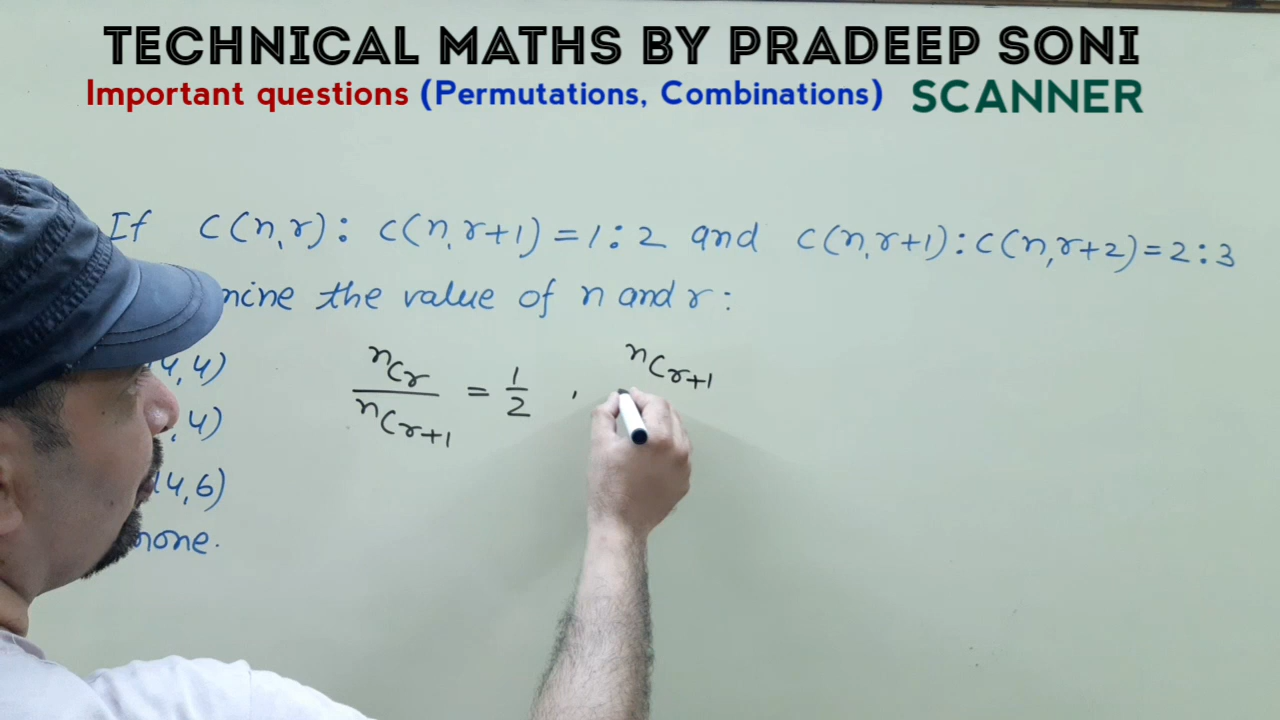 TECHNICAL MATHS BY PRADEEP SONI
Important questions (Permutations, Combinations) SCANNER
If C(n,r): C(n,r+1)=1:2 and C(n,r+1):C(n,r+2)=2:3
the value of n and r:
4,4)
,4)
14,6)
none.
nCr / nCr+1 = 1/2 , nCr+1